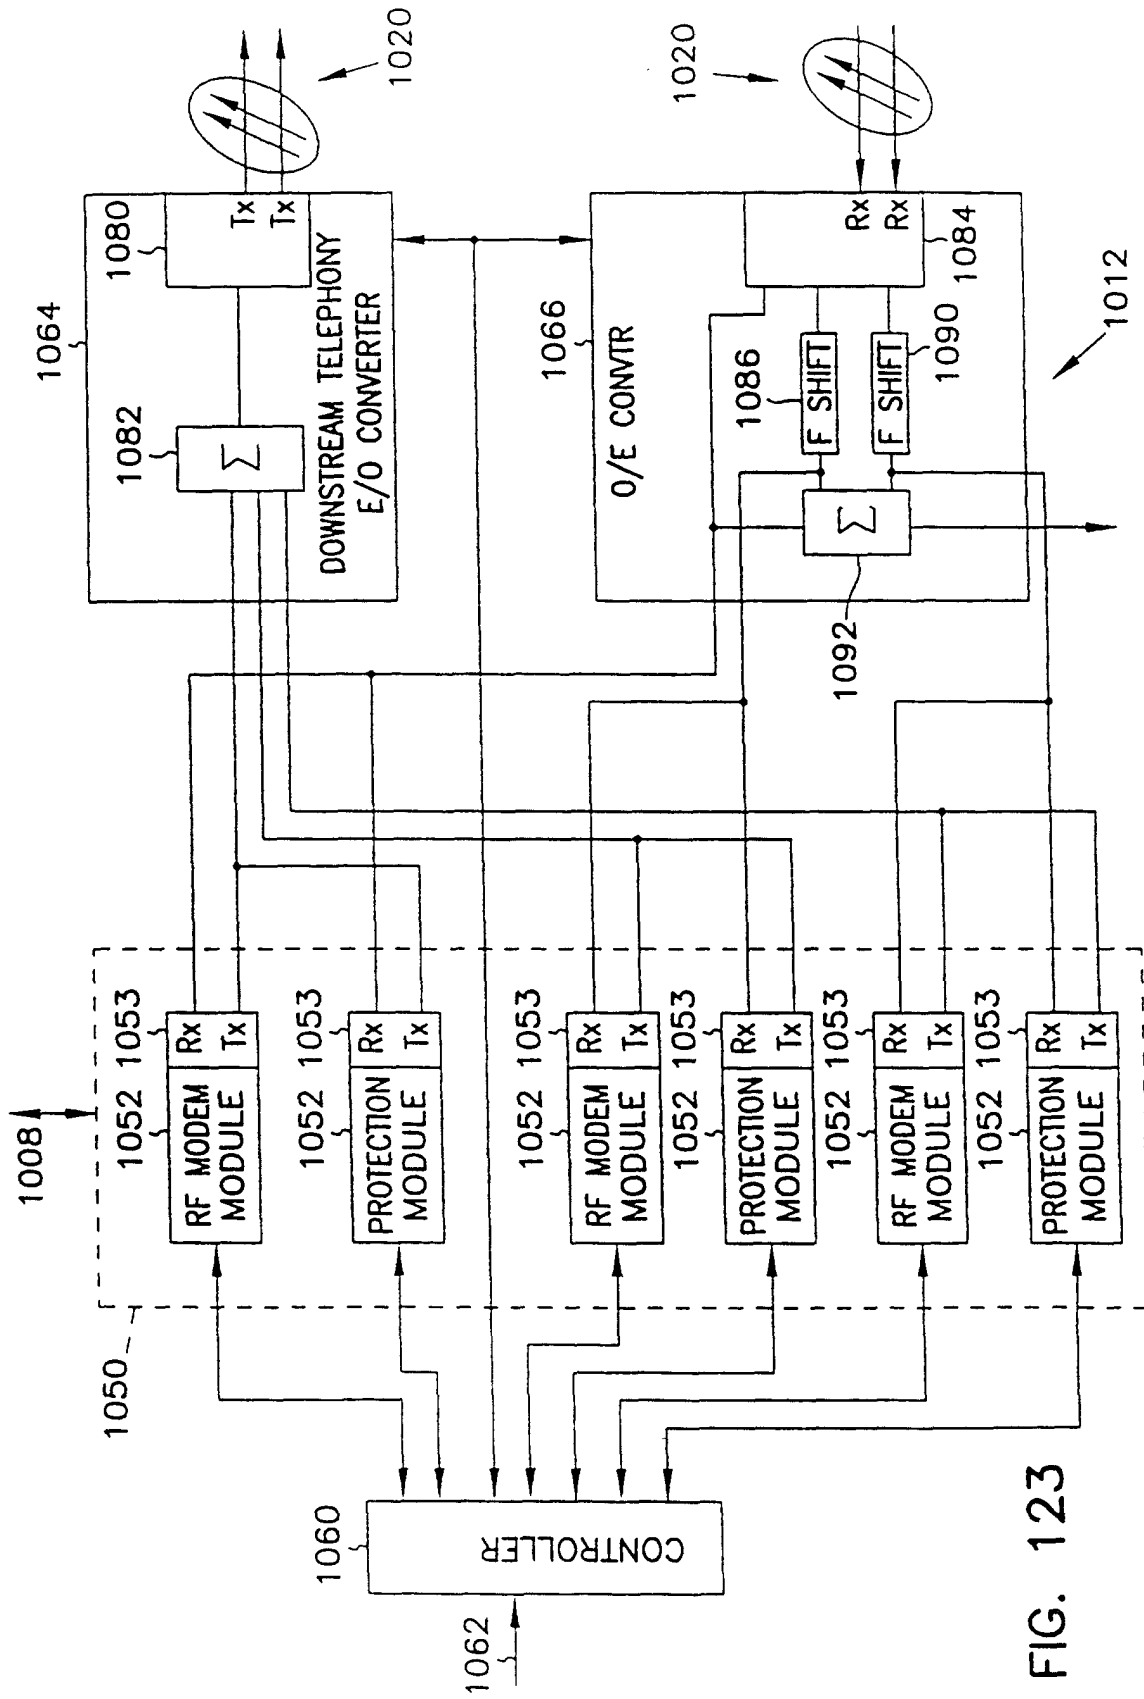 1008
1050
1052
1053
RF MODEM
MODULE
Rx
Tx
1052
1053
PROTECTION
MODULE
Rx
Tx
1052
1053
RF MODEM
MODULE
Rx
Tx
1052
1053
PROTECTION
MODULE
Rx
Tx
1052
1053
RF MODEM
MODULE
Rx
Tx
1052
1053
PROTECTION
MODULE
Rx
Tx
1060
CONTROLLER
1062
1064
1082
Σ
1080
Tx
Tx
DOWNSTREAM TELEPHONY
E/O CONVERTER
1020
1066
O/E CONVTR
1086
F SHIFT
F SHIFT
1090
Rx
Rx
1084
Σ
1092
1020
1012
FIG. 123